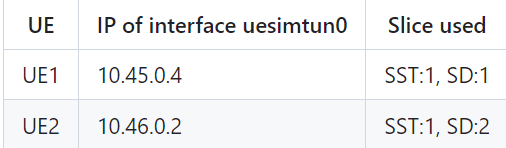 UE IP of interface uesimtun0 Slice used
UE1 10.45.0.4 SST:1, SD:1
UE2 10.46.0.2 SST:1, SD:2